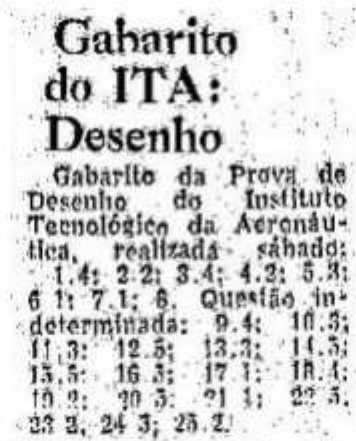 Gabarito
do ITA:
Desenho
Gabarito da Prova de
Desenho do Instituto
Tecnológico da Aeronáu-
tica, realizada sábado:
1.4; 2.2; 3.4; 4.2; 5.3;
6 1; 7.1; 8. Questão in-
determinada; 9.4; 10.3;
11.3; 12.5; 13.3; 14.5;
15.5; 16.3; 17.1; 18.1;
19.2; 20.5; 21.1; 22.5,
23 2, 24 3; 25 2.